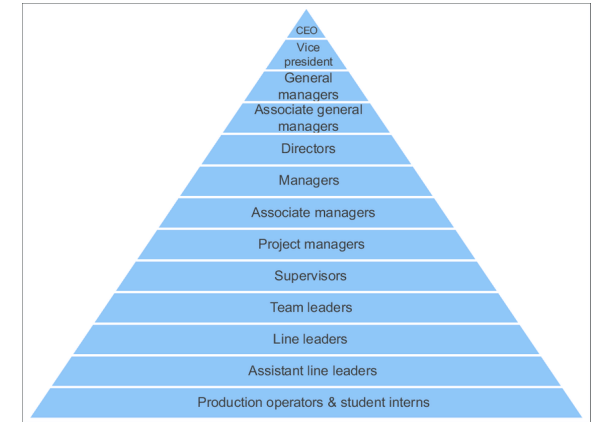 CEO
Vice
president
General
managers
Associate general
managers
Directors
Managers
Associate managers
Project managers
Supervisors
Team leaders
Line leaders
Assistant line leaders
Production operators & student interns